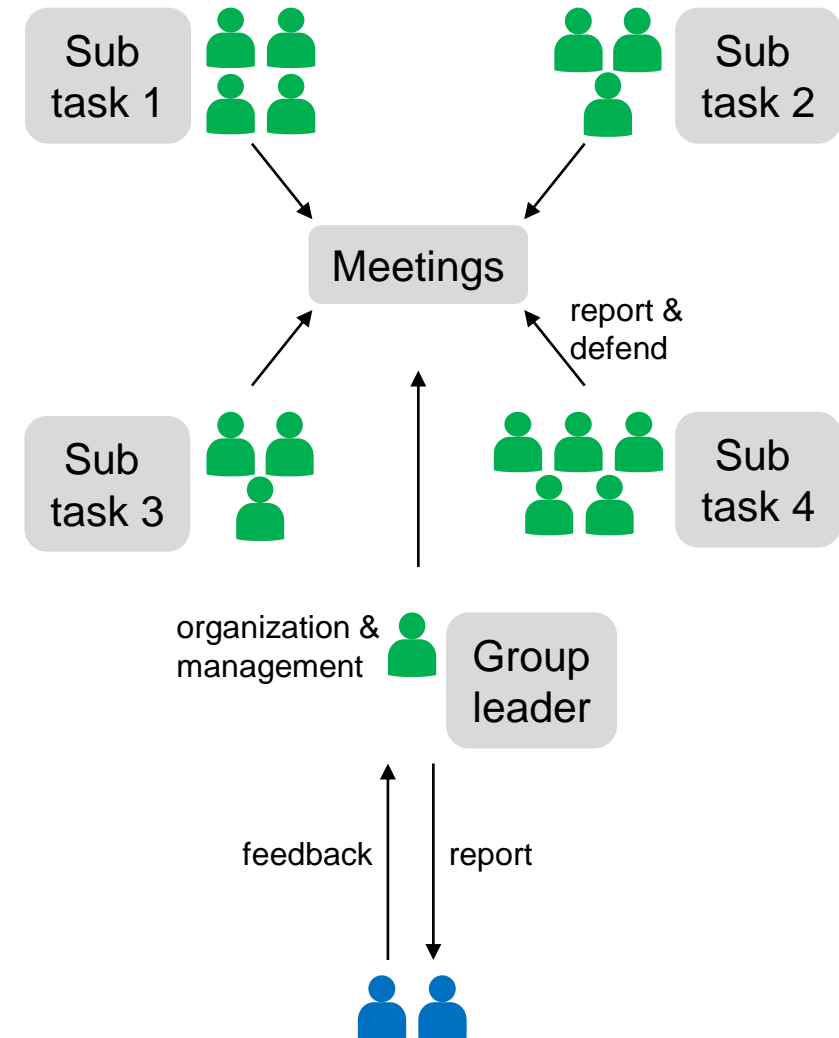 Sub
task 1
Sub
task 2
Meetings
report &
defend
Sub
task 3
Sub
task 4
organization &
management
Group
leader
feedback
report